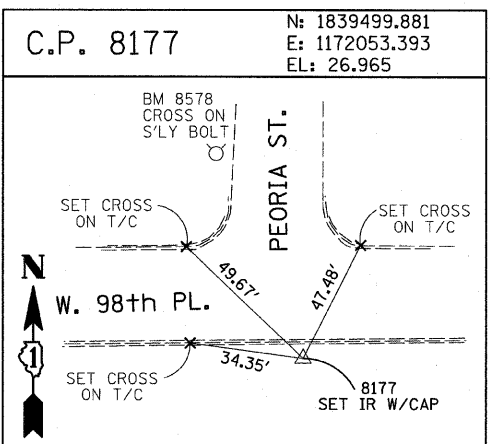 C.P. 8177
N: 1839499.881
E: 1172053.393
EL: 26.965
BM 8578
CROSS ON
S'LY BOLT
PEORIA ST.
SET CROSS
ON T/C
SET CROSS
ON T/C
49.67'
47.48'
N
W. 98th PL.
1
34.35'
SET CROSS
ON T/C
8177
SET IR W/CAP